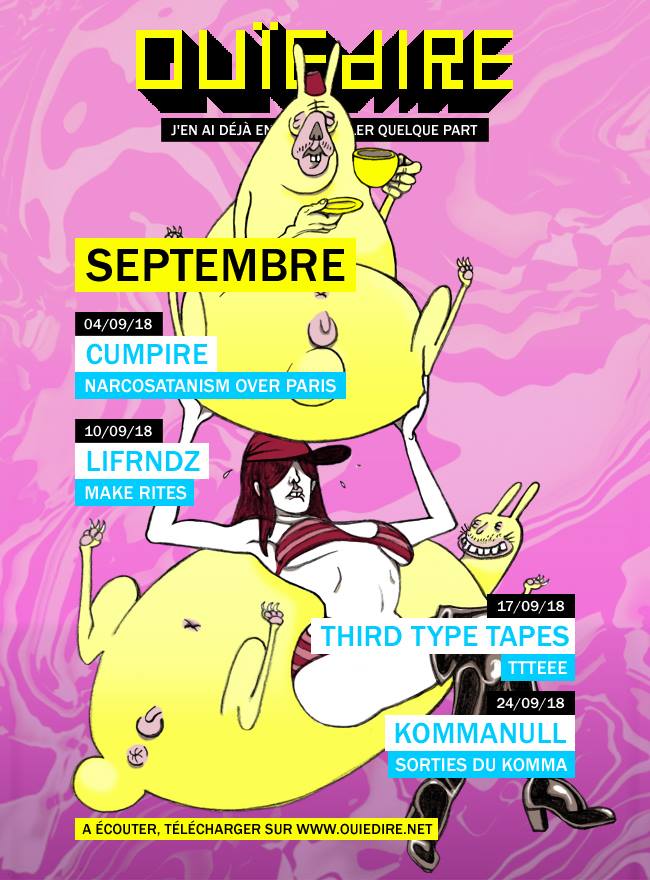 OUÏEDIRE
J'EN AI DÉJÀ EN LER QUELQUE PART
SEPTEMBRE
04/09/18
CUMPIRE
NARCOSATANISM OVER PARIS
10/09/18
LIFRNDZ
MAKE RITES
17/09/18
THIRD TYPE TAPES
TTTEEE
24/09/18
KOMMANULL
SORTIES DU KOMMA
A ÉCOUTER, TÉLÉCHARGER SUR WWW.OUIEDIRE.NET